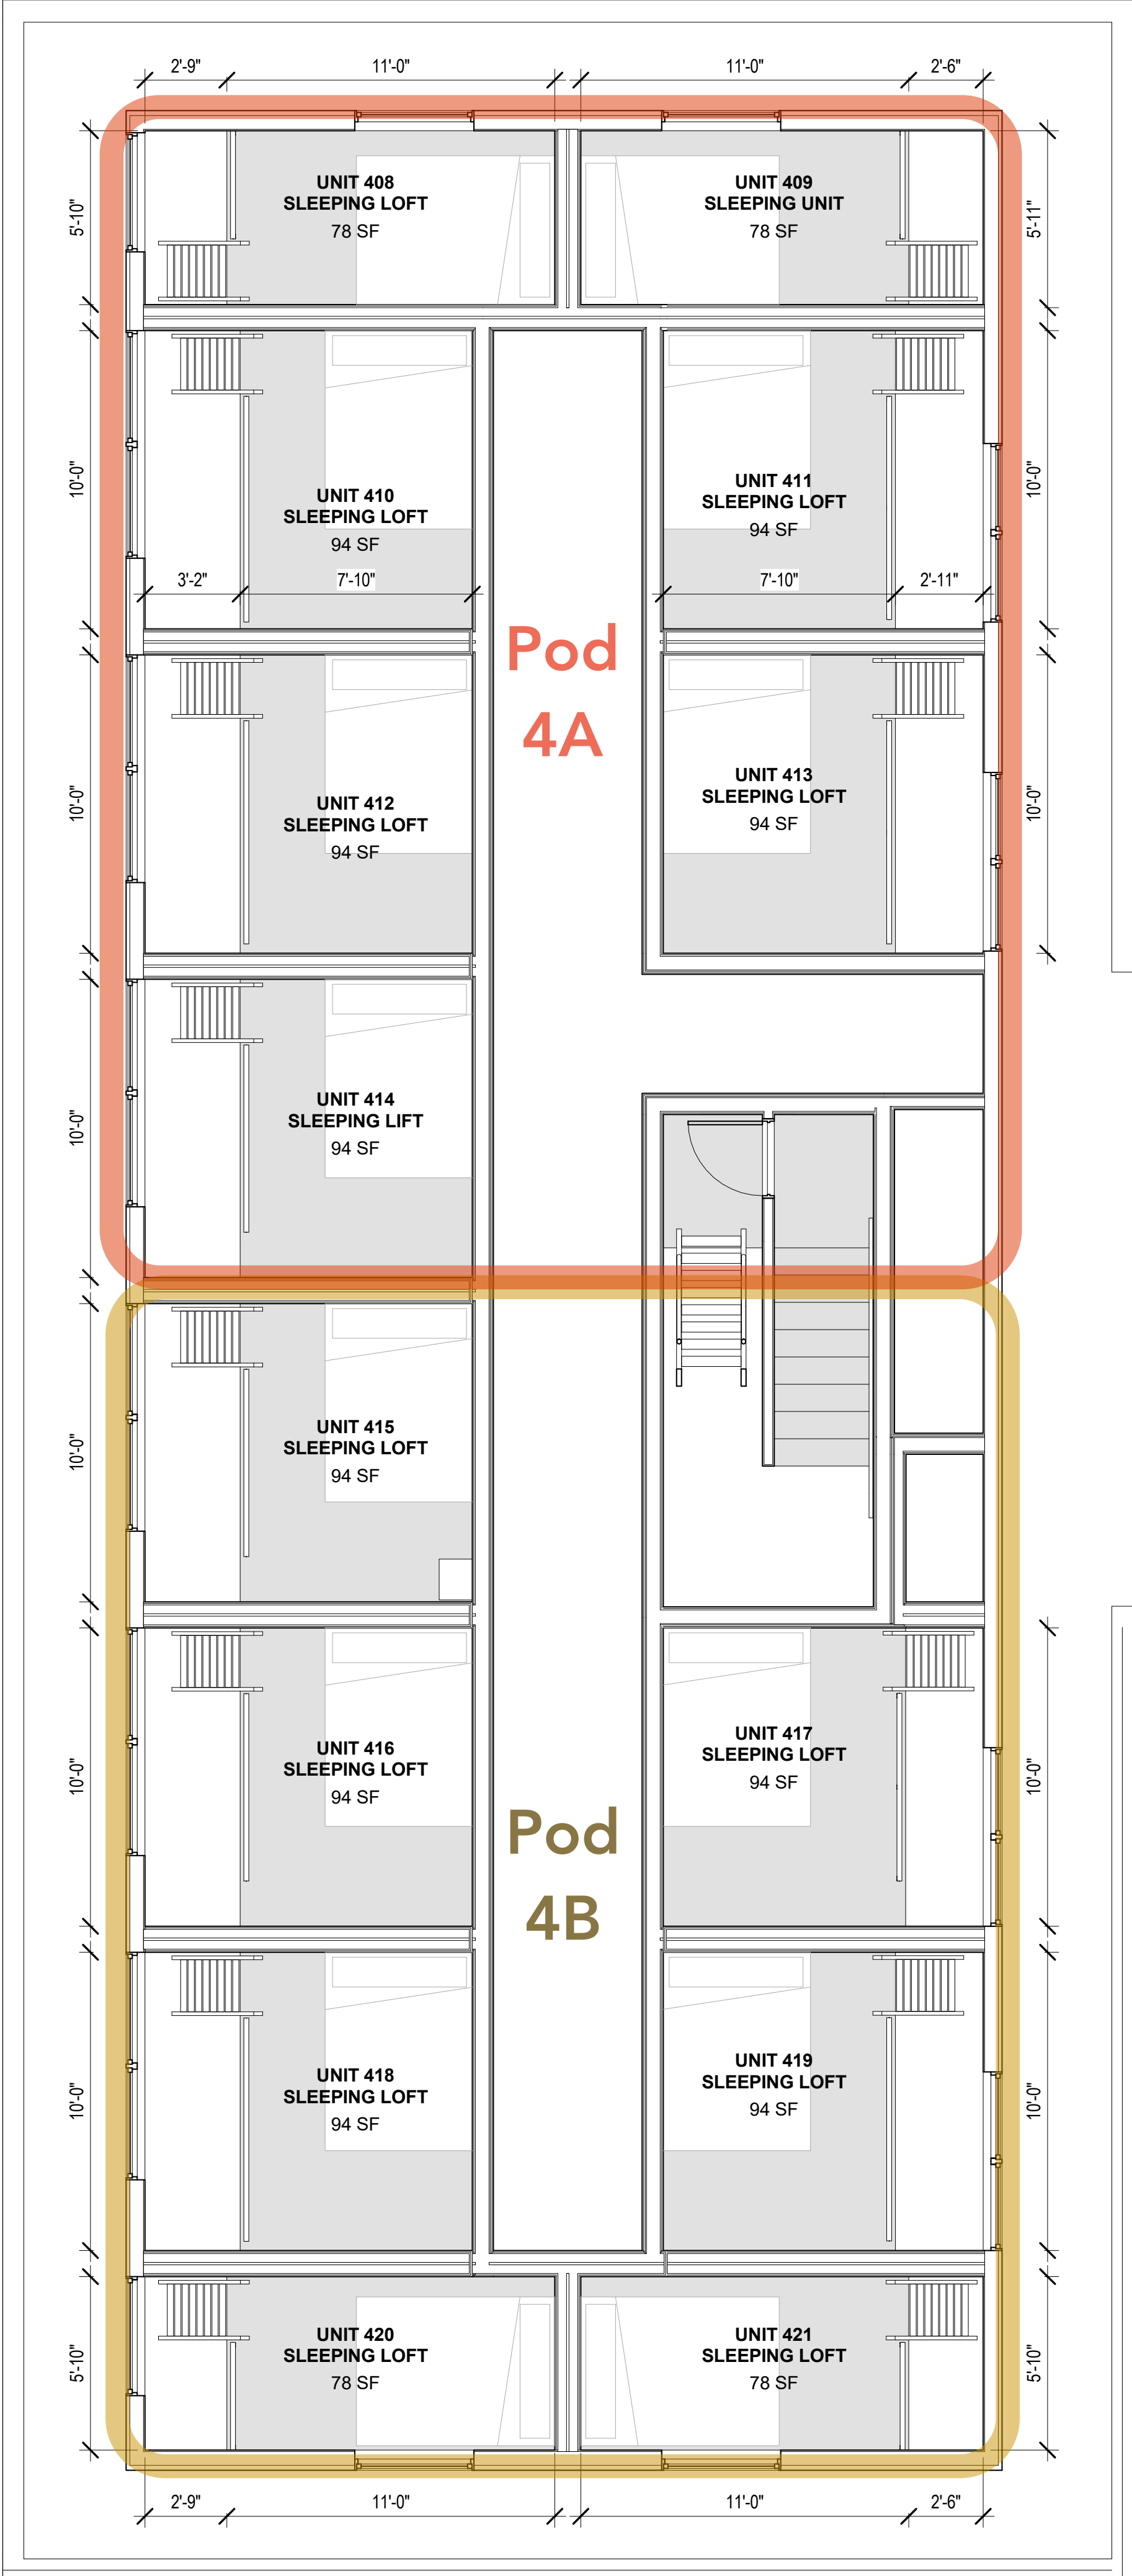 2'-9"
11'-0"
11'-0"
2'-6"
5'-10"
UNIT 408
SLEEPING LOFT
78 SF
UNIT 409
SLEEPING UNIT
78 SF
5'-11"
10'-0"
UNIT 410
SLEEPING LOFT
94 SF
UNIT 411
SLEEPING LOFT
94 SF
10'-0"
3'-2"
7'-10"
7'-10"
2'-11"
Pod
4A
10'-0"
UNIT 412
SLEEPING LOFT
94 SF
UNIT 413
SLEEPING LOFT
94 SF
10'-0"
10'-0"
UNIT 414
SLEEPING LIFT
94 SF
10'-0"
UNIT 415
SLEEPING LOFT
94 SF
10'-0"
UNIT 416
SLEEPING LOFT
94 SF
UNIT 417
SLEEPING LOFT
94 SF
10'-0"
Pod
4B
10'-0"
UNIT 418
SLEEPING LOFT
94 SF
UNIT 419
SLEEPING LOFT
94 SF
10'-0"
5'-10"
UNIT 420
SLEEPING LOFT
78 SF
UNIT 421
SLEEPING LOFT
78 SF
5'-10"
2'-9"
11'-0"
11'-0"
2'-6"